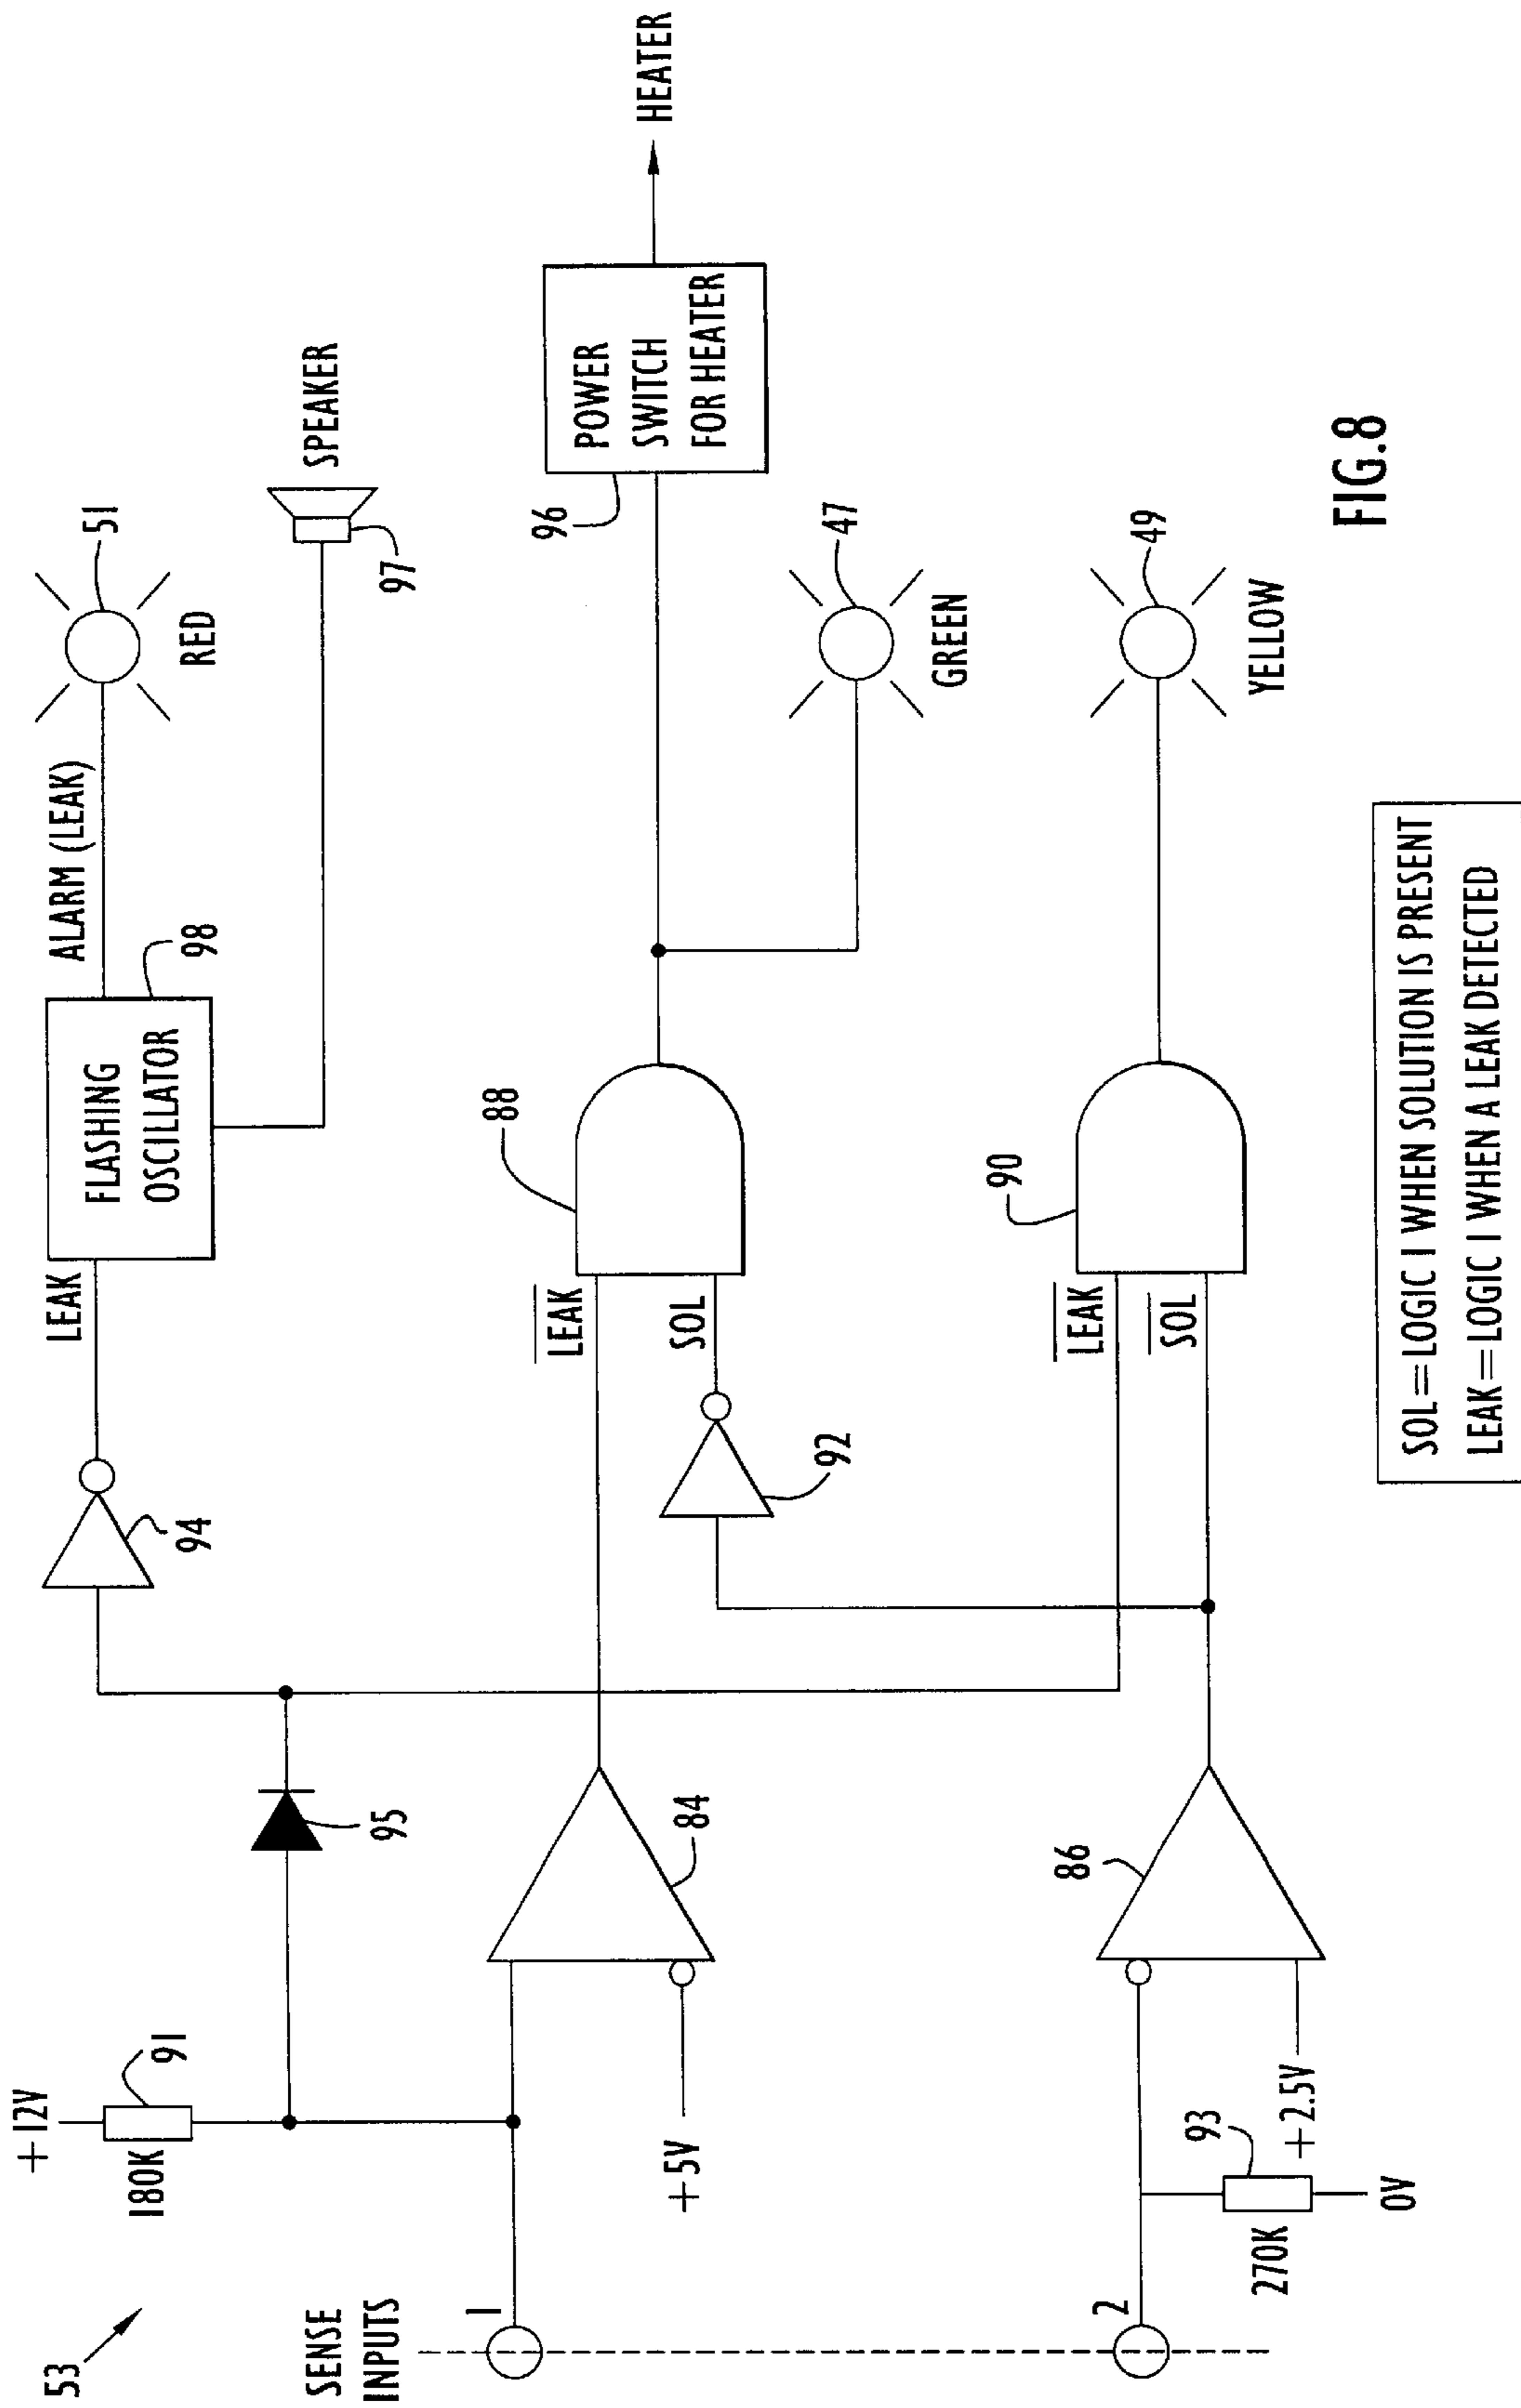 53
SENSE
INPUTS
1
2
+12V
180K
91
95
+5V
84
86
+2.5V
93
270K
0V
94
92
LEAK
LEAK
SOL
LEAK
SOL
88
90
FLASHING
OSCILLATOR
98
ALARM (LEAK)
51
RED
SPEAKER
97
POWER
SWITCH
FOR HEATER
96
HEATER
47
GREEN
49
YELLOW
SOL=LOGIC 1 WHEN SOLUTION IS PRESENT
LEAK=LOGIC 1 WHEN A LEAK DETECTED
FIG.8